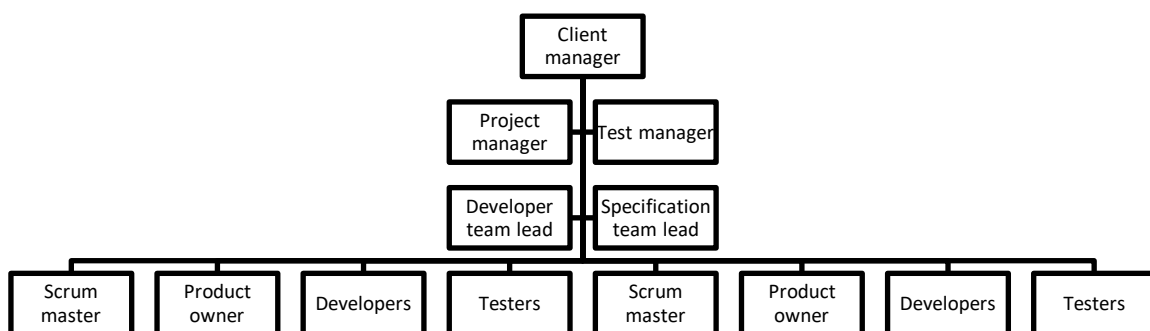 Client
manager
Project
manager
Test manager
Developer
team lead
Specification
team lead
Scrum
master
Product
owner
Developers
Testers
Scrum
master
Product
owner
Developers
Testers